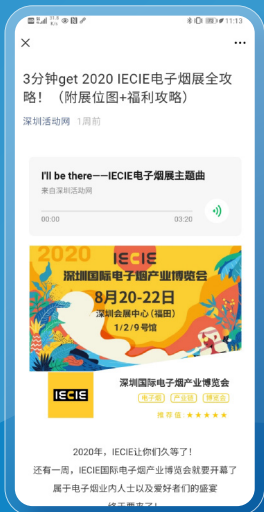 11:13
3分钟get 2020 IECIE电子烟展全攻
略！（附展位图+福利攻略）
深圳活动网 1周前
I'll be there——IECIE电子烟展主题曲
来自深圳活动网
00:00 03:20
2020 IECIE
深圳国际电子烟产业博览会
8月20-22日
深圳会展中心(福田)
1/2/9号馆
IECIE
深圳国际电子烟产业博览会
电子烟 产业链 博览会
推荐值 ★★★★★
2020年，IECIE让你们久等了！
还有一周，IECIE国际电子烟产业博览会就要开幕了
属于电子烟业内人士以及爱好者们的盛宴
终于要来了！